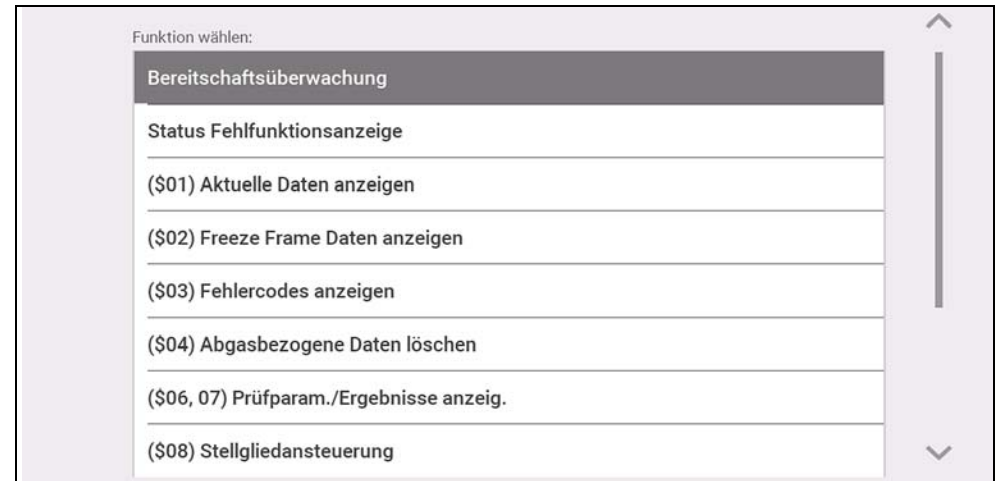 Funktion wählen:
Bereitschaftsüberwachung
Status Fehlfunktionsanzeige
($01) Aktuelle Daten anzeigen
($02) Freeze Frame Daten anzeigen
($03) Fehlercodes anzeigen
($04) Abgasbezogene Daten löschen
($06, 07) Prüfparam./Ergebnisse anzeig.
($08) Stellgliedansteuerung